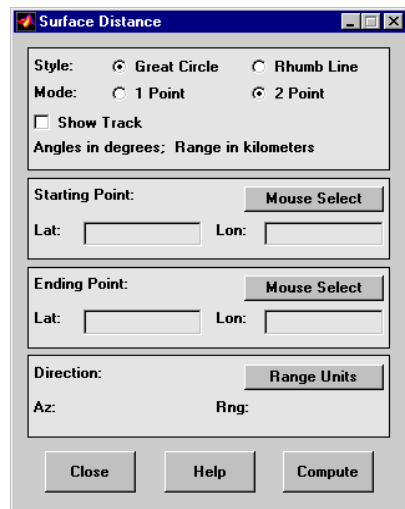 Surface Distance
Style: Great Circle Rhumb Line
Mode: 1 Point 2 Point
Show Track
Angles in degrees; Range in kilometers
Starting Point: Mouse Select
Lat: Lon:
Ending Point: Mouse Select
Lat: Lon:
Direction: Range Units
Az: Rng:
Close Help Compute